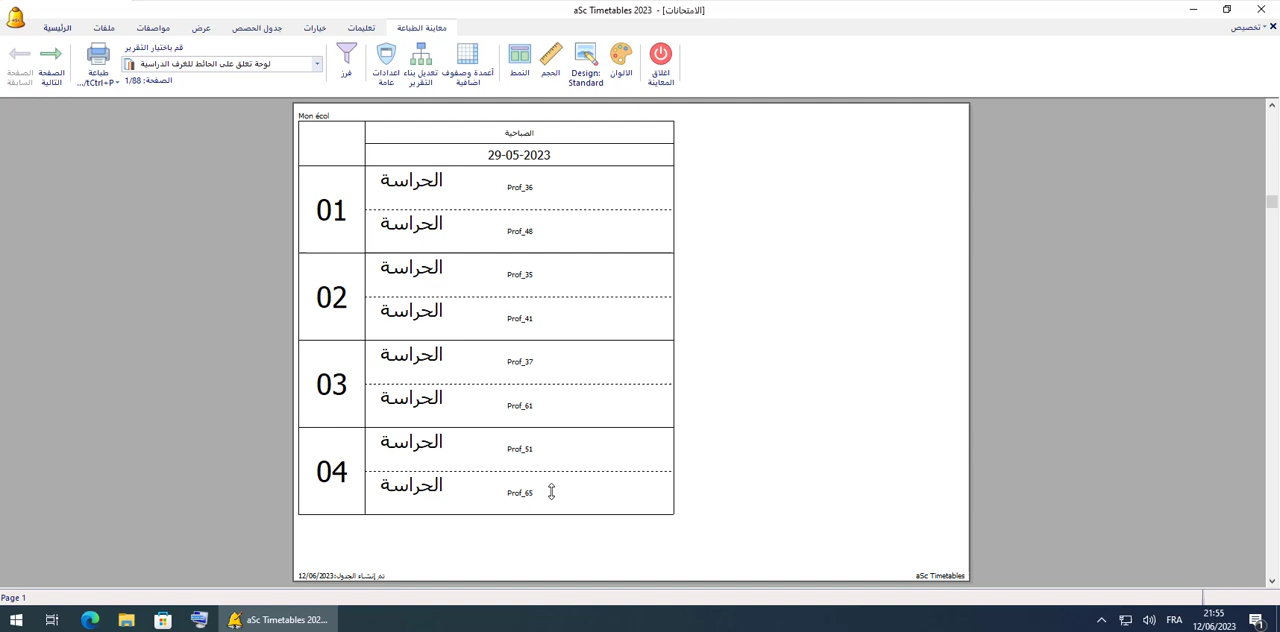 aSc Timetables 2023 - [الامتحانات]
الرئيسية
ملفات
مواصفات
عرض
جدول الحصص
خيارات
تعليمات
معاينة الطباعة
تخصيص
الصفحة السابقة
الصفحة التالية
طباعة
.../tCtrl+P
قم باختيار التقرير
لوحة تعلق على الحائط للغرف الدراسية
الصفحة: 1/88
فرز
اعدادات عامة
تعديل بناء التقرير
أعمدة وصفوف اضافية
النمط
الحجم
Design: Standard
الالوان
اغلاق المعاينة
Mon écol
الصباحية
29-05-2023
01
الحراسة Prof_36
الحراسة Prof_48
02
الحراسة Prof_35
الحراسة Prof_41
03
الحراسة Prof_37
الحراسة Prof_61
04
الحراسة Prof_51
الحراسة Prof_65
تم إنشاء الجدول:12/06/2023
aSc Timetables
Page 1
aSc Timetables 202...
FRA
21:55
12/06/2023
1